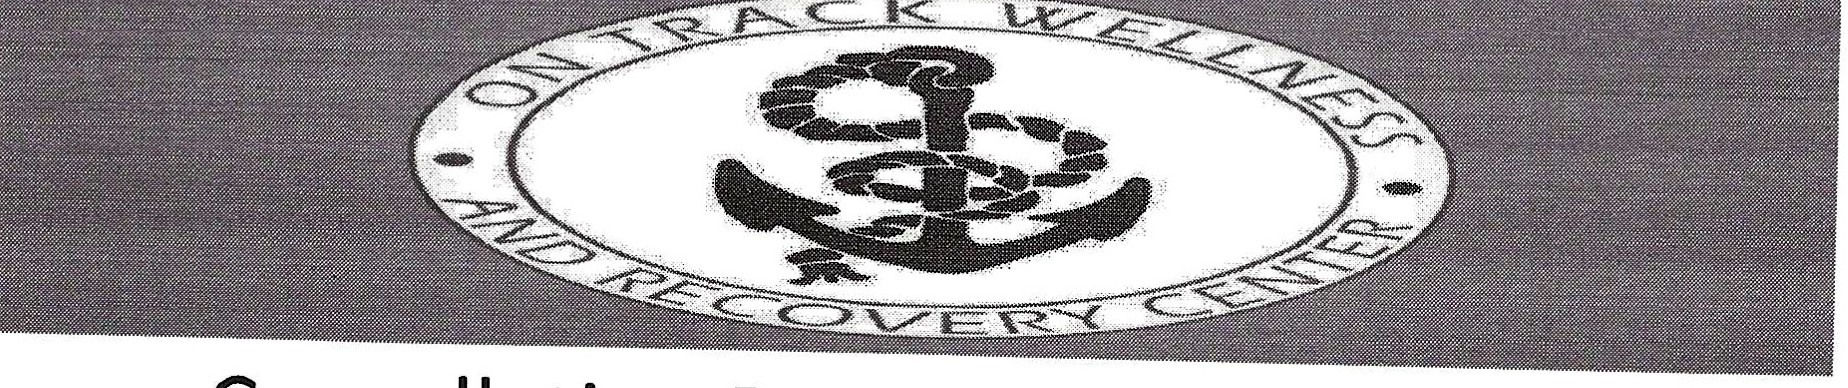 ON TRACK WELLNESS
AND RECOVERY CENTER